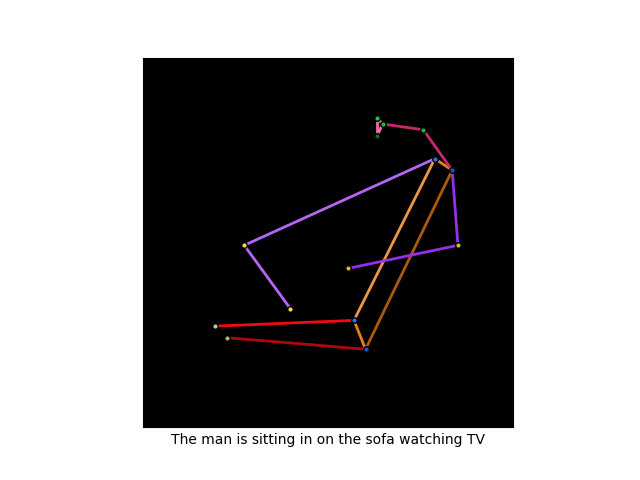 The man is sitting in on the sofa watching TV